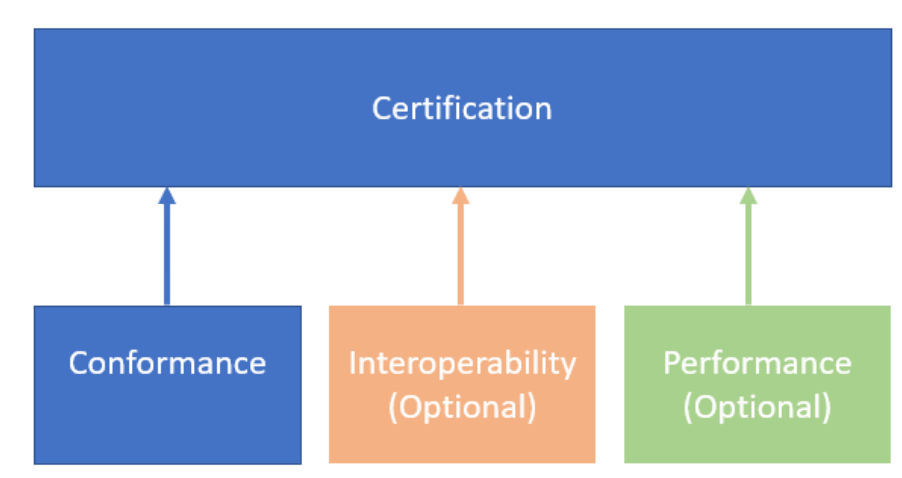 Certification
Conformance
Interoperability
(Optional)
Performance
(Optional)